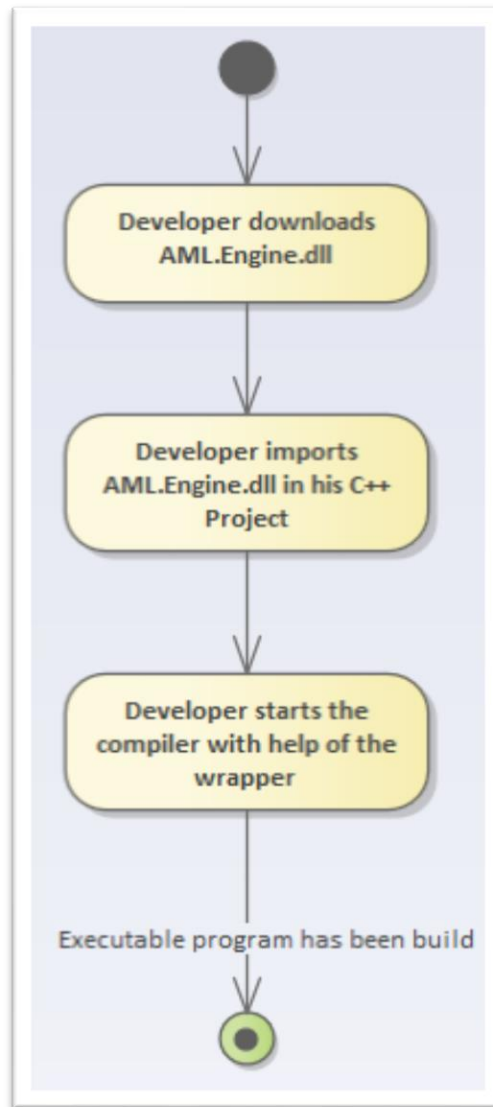 Developer downloads
AML.Engine.dll
Developer imports
AML.Engine.dll in his C++
Project
Developer starts the
compiler with help of the
wrapper
Executable program has been build